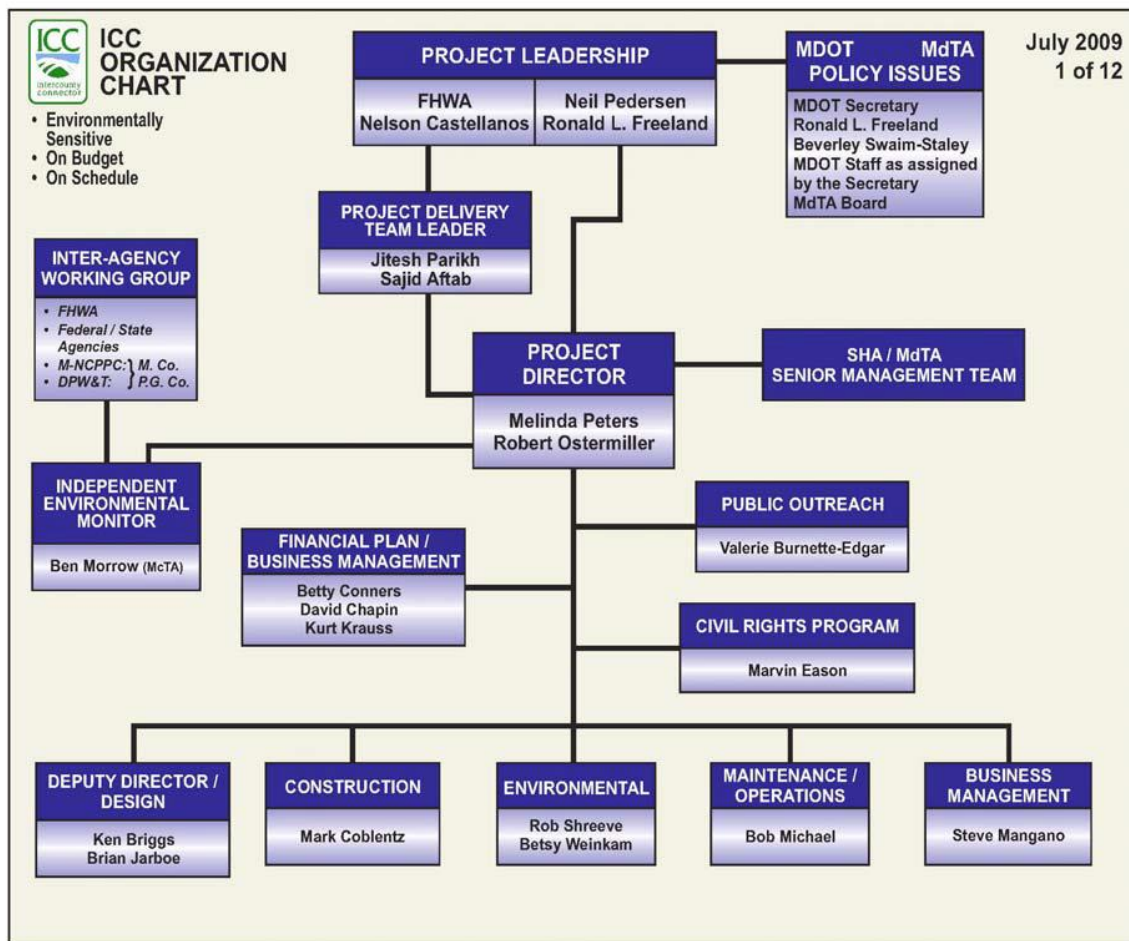 ICC
intercounty
connector
ICC
ORGANIZATION
CHART
• Environmentally
Sensitive
• On Budget
• On Schedule
July 2009
1 of 12
PROJECT LEADERSHIP
FHWA
Nelson Castellanos
Neil Pedersen
Ronald L. Freeland
MDOT MdTA
POLICY ISSUES
MDOT Secretary
Ronald L. Freeland
Beverley Swaim-Staley
MDOT Staff as assigned
by the Secretary
MdTA Board
PROJECT DELIVERY
TEAM LEADER
Jitesh Parikh
Sajid Aftab
INTER-AGENCY
WORKING GROUP
• FHWA
• Federal / State
Agencies
• M-NCPPC: } M. Co.
• DPW&T: } P.G. Co.
PROJECT
DIRECTOR
Melinda Peters
Robert Ostermiller
SHA / MdTA
SENIOR MANAGEMENT TEAM
INDEPENDENT
ENVIRONMENTAL
MONITOR
Ben Morrow (McTA)
FINANCIAL PLAN /
BUSINESS MANAGEMENT
Betty Conners
David Chapin
Kurt Krauss
PUBLIC OUTREACH
Valerie Burnette-Edgar
CIVIL RIGHTS PROGRAM
Marvin Eason
DEPUTY DIRECTOR /
DESIGN
Ken Briggs
Brian Jarboe
CONSTRUCTION
Mark Coblentz
ENVIRONMENTAL
Rob Shreeve
Betsy Weinkam
MAINTENANCE /
OPERATIONS
Bob Michael
BUSINESS
MANAGEMENT
Steve Mangano